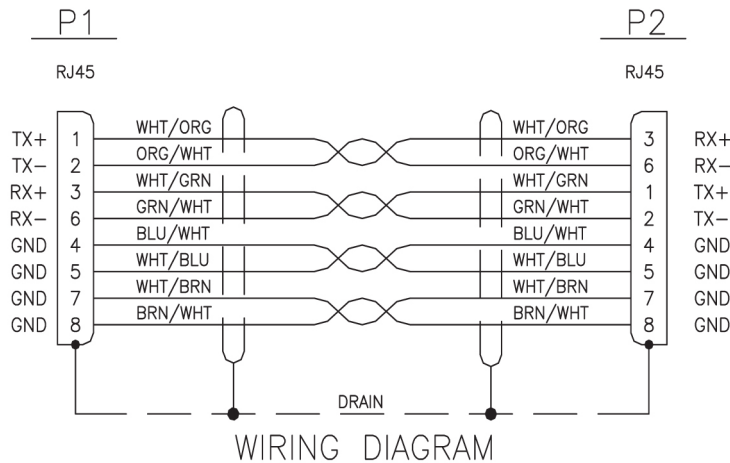 P1 P2
RJ45 RJ45
TX+ 1 WHT/ORG WHT/ORG 3 RX+
TX- 2 ORG/WHT ORG/WHT 6 RX-
RX+ 3 WHT/GRN WHT/GRN 1 TX+
RX- 6 GRN/WHT GRN/WHT 2 TX-
GND 4 BLU/WHT BLU/WHT 4 GND
GND 5 WHT/BLU WHT/BLU 5 GND
GND 7 WHT/BRN WHT/BRN 7 GND
GND 8 BRN/WHT BRN/WHT 8 GND
DRAIN
WIRING DIAGRAM